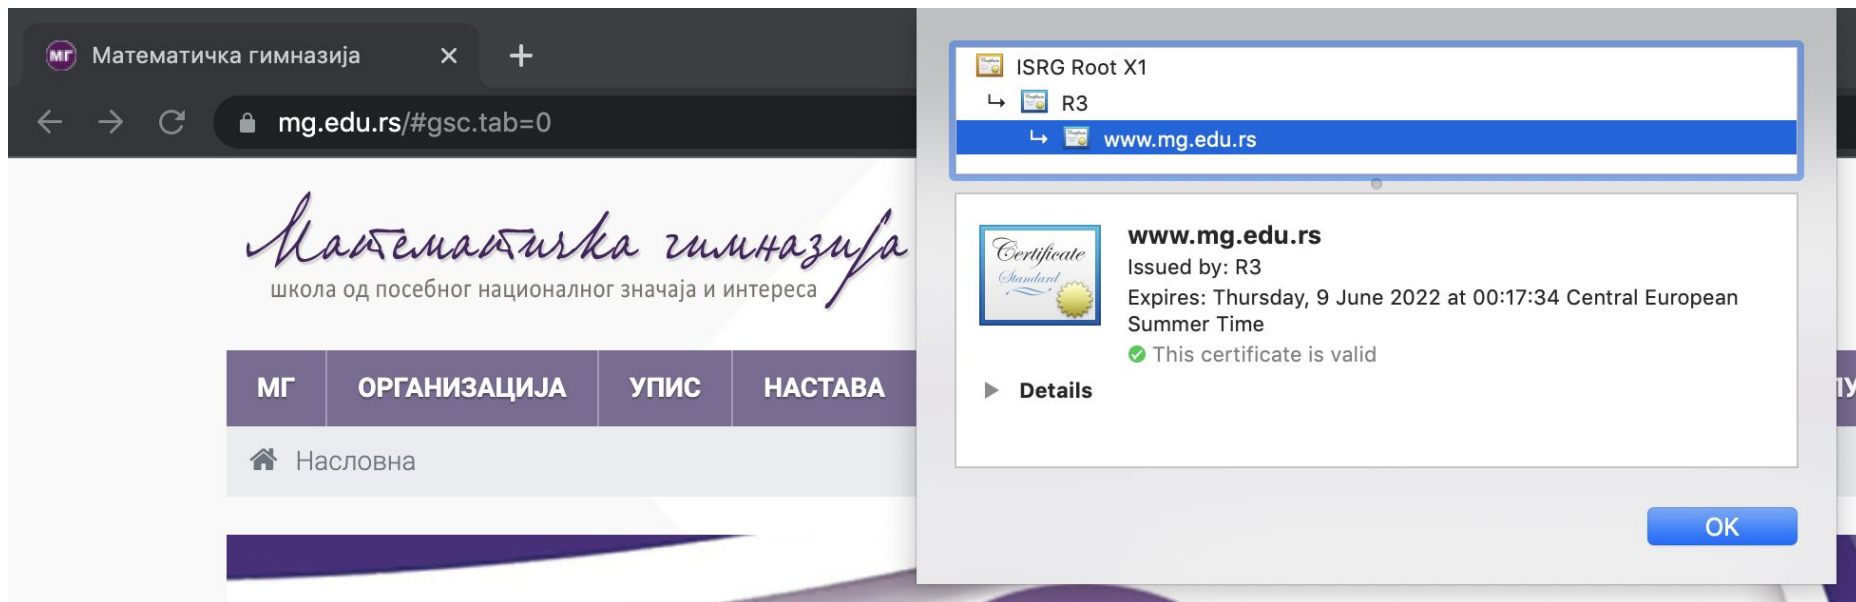 Математичка гимназија
mg.edu.rs/#gsc.tab=0
Математичка гимназија
школа од посебног националног значаја и интереса
МГ
ОРГАНИЗАЦИЈА
УПИС
НАСТАВА
Насловна
ISRG Root X1
R3
www.mg.edu.rs
Certificate
Standard
www.mg.edu.rs
Issued by: R3
Expires: Thursday, 9 June 2022 at 00:17:34 Central European
Summer Time
This certificate is valid
Details
OK